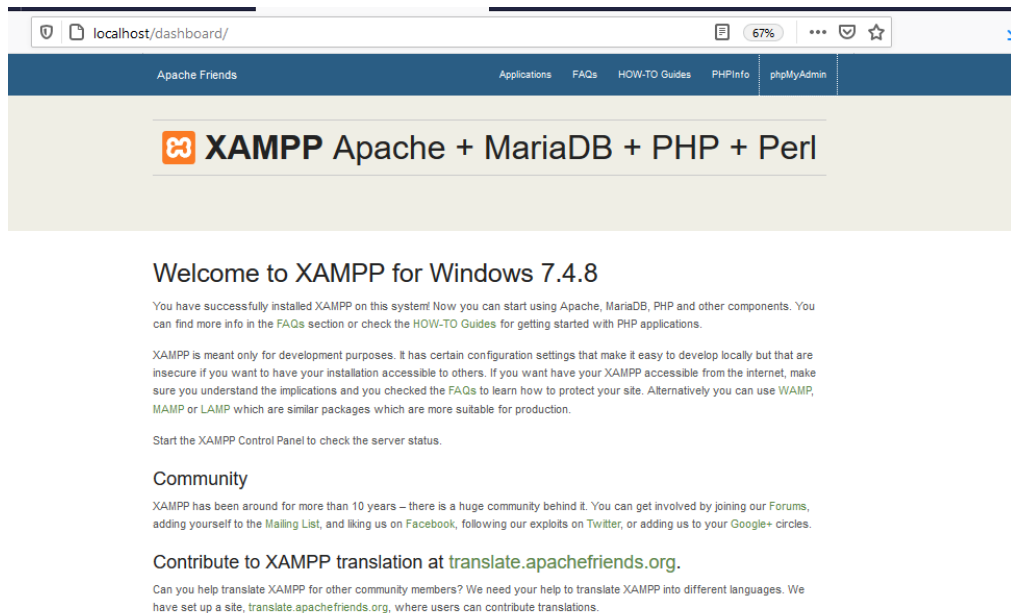 localhost/dashboard/
67%
Apache Friends
Applications FAQs HOW-TO Guides PHPInfo phpMyAdmin
XAMPP Apache + MariaDB + PHP + Perl
Welcome to XAMPP for Windows 7.4.8
You have successfully installed XAMPP on this system! Now you can start using Apache, MariaDB, PHP and other components. You
can find more info in the FAQs section or check the HOW-TO Guides for getting started with PHP applications.
XAMPP is meant only for development purposes. It has certain configuration settings that make it easy to develop locally but that are
insecure if you want to have your installation accessible to others. If you want have your XAMPP accessible from the internet, make
sure you understand the implications and you checked the FAQs to learn how to protect your site. Alternatively you can use WAMP,
MAMP or LAMP which are similar packages which are more suitable for production.
Start the XAMPP Control Panel to check the server status.
Community
XAMPP has been around for more than 10 years – there is a huge community behind it. You can get involved by joining our Forums,
adding yourself to the Mailing List, and liking us on Facebook, following our exploits on Twitter, or adding us to your Google+ circles.
Contribute to XAMPP translation at translate.apachefriends.org.
Can you help translate XAMPP for other community members? We need your help to translate XAMPP into different languages. We
have set up a site, translate.apachefriends.org, where users can contribute translations.